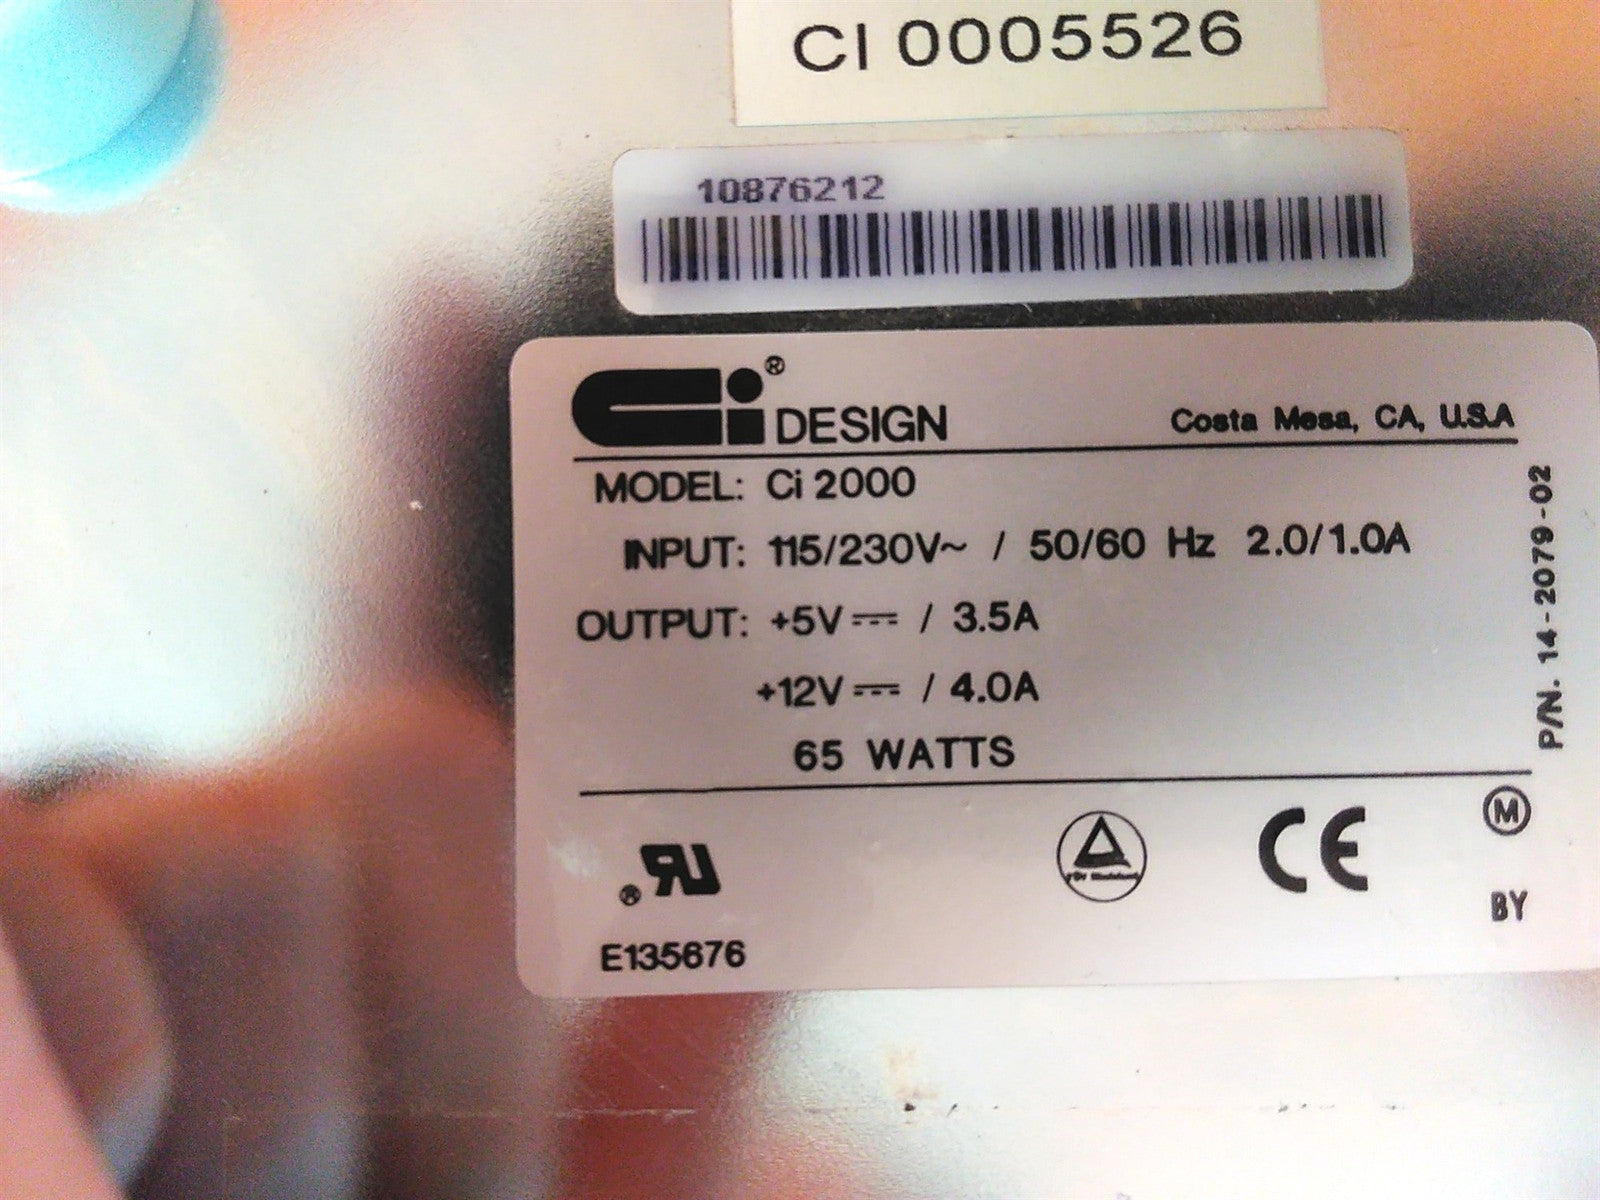 CI 0005526
10876212
Ci® DESIGN Costa Mesa, CA, U.S.A
MODEL: Ci 2000
INPUT: 115/230V~ / 50/60 Hz 2.0/1.0A
OUTPUT: +5V⎓ / 3.5A
+12V⎓ / 4.0A
65 WATTS
P/N. 14-2079-02
RU ®
E135676
CE
M
BY